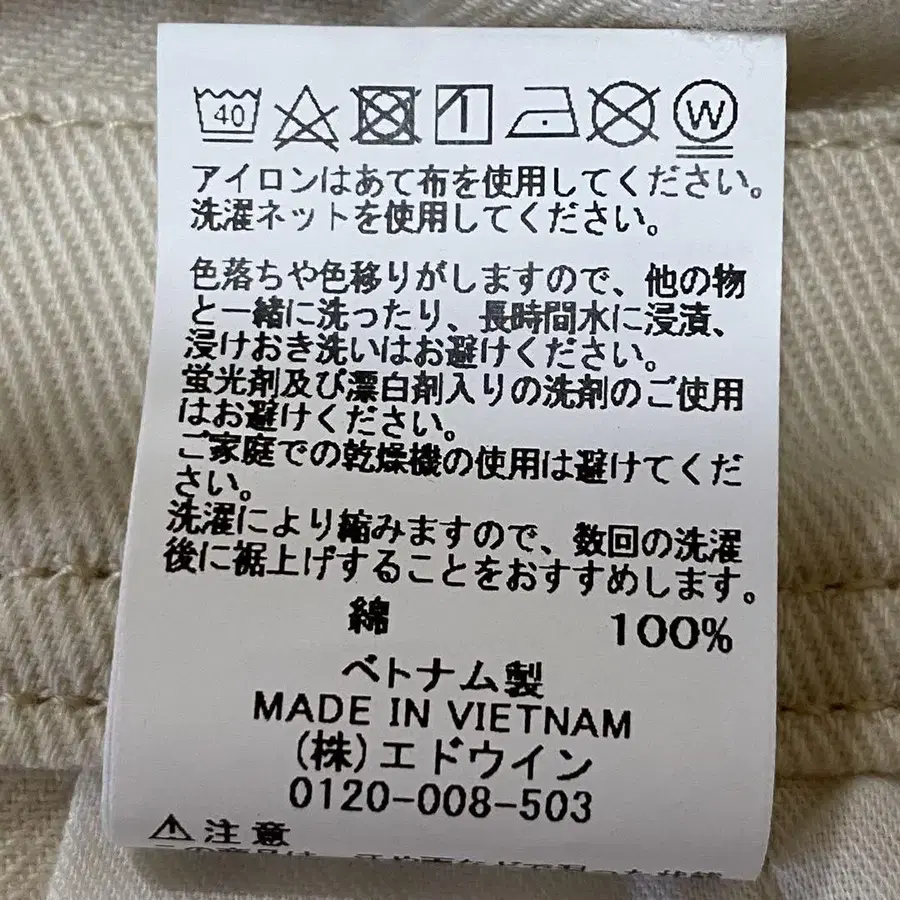 40 W
アイロンはあて布を使用してください。
洗濯ネットを使用してください。
色落ちや色移りがしますので、他の物
と一緒に洗ったり、長時間水に浸漬、
浸けおき洗いはお避けください。
蛍光剤及び漂白剤入りの洗剤のご使用
はお避けください。
ご家庭での乾燥機の使用は避けてくだ
さい。
洗濯により縮みますので、数回の洗濯
後に裾上げすることをおすすめします。
綿 100%
ベトナム製
MADE IN VIETNAM
(株)エドウイン
0120-008-503
注意
この商品は、